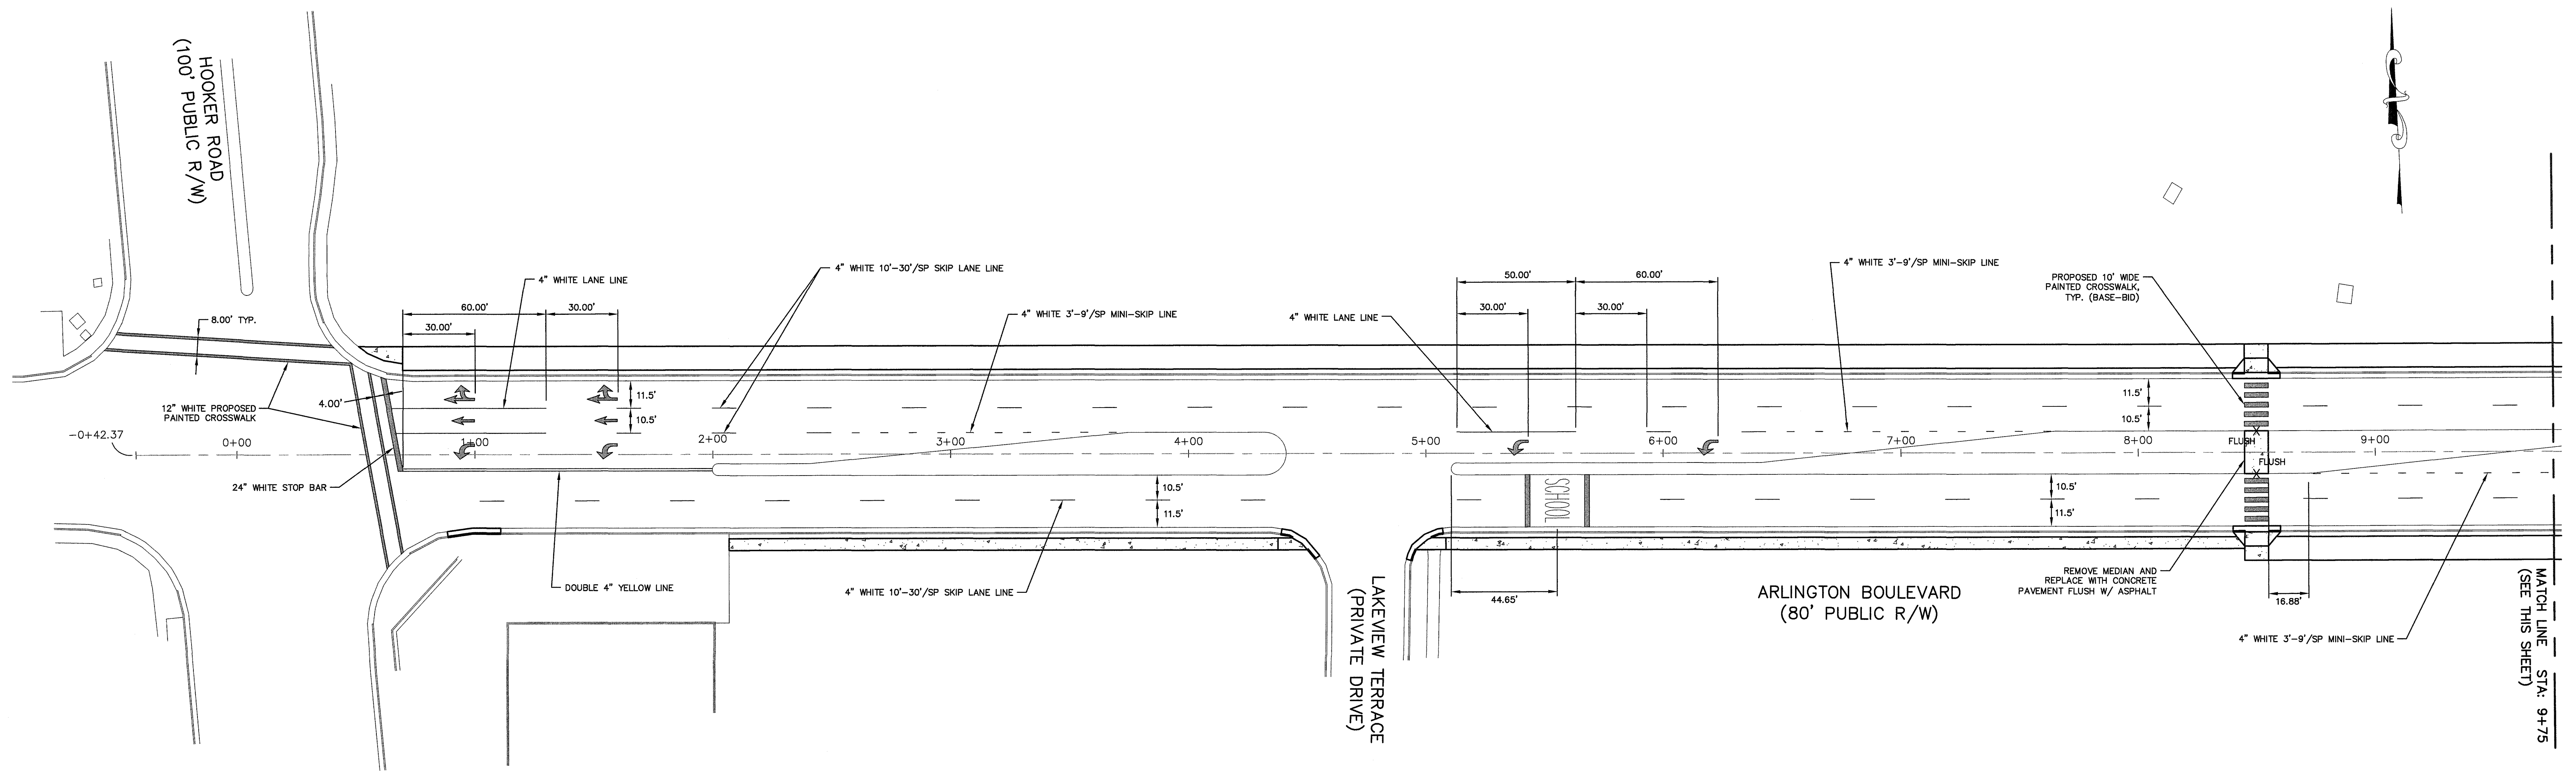 HOOKER ROAD
(100' PUBLIC R/W)
8.00' TYP.
12" WHITE PROPOSED
PAINTED CROSSWALK
-0+42.37
24" WHITE STOP BAR
4.00'
60.00'
30.00'
30.00'
4" WHITE LANE LINE
4" WHITE 10'-30'/SP SKIP LANE LINE
4" WHITE 3'-9'/SP MINI-SKIP LINE
11.5'
10.5'
0+00
1+00
2+00
3+00
4+00
5+00
6+00
7+00
8+00
9+00
DOUBLE 4" YELLOW LINE
10.5'
11.5'
4" WHITE 10'-30'/SP SKIP LANE LINE
4" WHITE LANE LINE
50.00'
60.00'
30.00'
30.00'
4" WHITE 3'-9'/SP MINI-SKIP LINE
SCHOOL
44.65'
LAKEVIEW TERRACE
(PRIVATE DRIVE)
11.5'
10.5'
10.5'
11.5'
ARLINGTON BOULEVARD
(80' PUBLIC R/W)
PROPOSED 10' WIDE
PAINTED CROSSWALK,
TYP. (BASE-BID)
FLUSH
FLUSH
REMOVE MEDIAN AND
REPLACE WITH CONCRETE
PAVEMENT FLUSH W/ ASPHALT
16.88'
4" WHITE 3'-9'/SP MINI-SKIP LINE
MATCH LINE STA: 9+75
(SEE THIS SHEET)